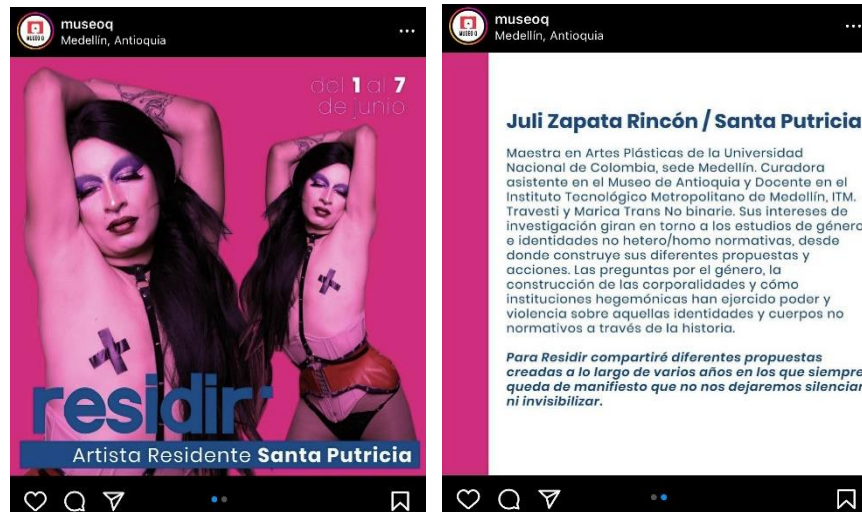 museoq
Medellín, Antioquia
MUSEO Q
del 1 al 7
de junio
residir
Artista Residente Santa Putricia
museoq
Medellín, Antioquia
MUSEO Q
Juli Zapata Rincón / Santa Putricia
Maestra en Artes Plásticas de la Universidad
Nacional de Colombia, sede Medellín. Curadora
asistente en el Museo de Antioquia y Docente en el
Instituto Tecnológico Metropolitano de Medellín, ITM.
Travesti y Marica Trans No binarie. Sus intereses de
investigación giran en torno a los estudios de género
e identidades no hetero/homo normativas, desde
donde construye sus diferentes propuestas y
acciones. Las preguntas por el género, la
construcción de las corporalidades y cómo
instituciones hegemónicas han ejercido poder y
violencia sobre aquellas identidades y cuerpos no
normativos a través de la historia.
Para Residir compartiré diferentes propuestas
creadas a lo largo de varios años en los que siempre
queda de manifiesto que no nos dejaremos silenciar
ni invisibilizar.